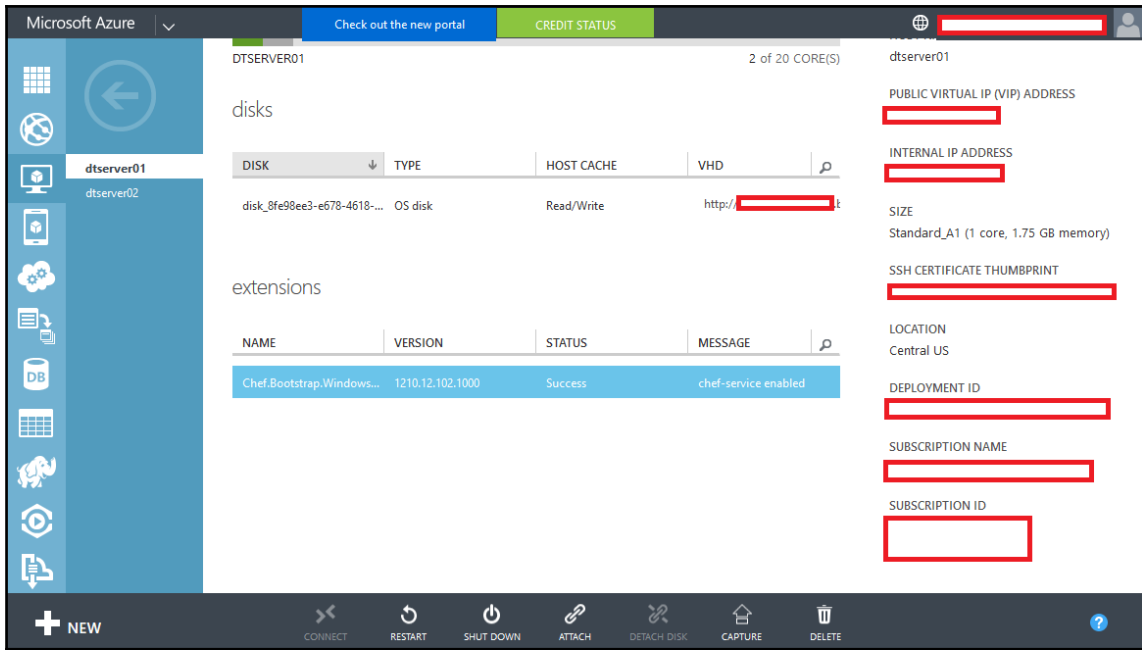 Microsoft Azure
Check out the new portal
CREDIT STATUS
dtserver01
dtserver02
DTSERVER01
2 of 20 CORE(S)
disks
DISK TYPE HOST CACHE VHD
disk_8fe98ee3-e678-4618-... OS disk Read/Write http://
extensions
NAME VERSION STATUS MESSAGE
Chef.Bootstrap.Windows... 1210.12.102.1000 Success chef-service enabled
dtserver01
PUBLIC VIRTUAL IP (VIP) ADDRESS
INTERNAL IP ADDRESS
SIZE
Standard_A1 (1 core, 1.75 GB memory)
SSH CERTIFICATE THUMBPRINT
LOCATION
Central US
DEPLOYMENT ID
SUBSCRIPTION NAME
SUBSCRIPTION ID
DB
NEW
CONNECT
RESTART
SHUT DOWN
ATTACH
DETACH DISK
CAPTURE
DELETE
?